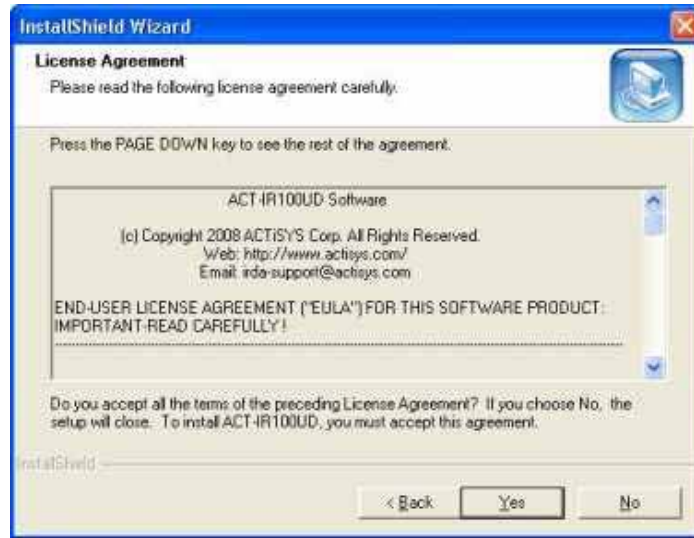 InstallShield Wizard
License Agreement
Please read the following license agreement carefully.
Press the PAGE DOWN key to see the rest of the agreement.
ACT-IR100UD Software
(c) Copyright 2008 ACTiSYS Corp. All Rights Reserved.
Web: http://www.actisys.com/
Email: irda-support@actisys.com
END-USER LICENSE AGREEMENT ("EULA") FOR THIS SOFTWARE PRODUCT:
IMPORTANT-READ CAREFULLY!
Do you accept all the terms of the preceding License Agreement? If you choose No, the
setup will close. To install ACT-IR100UD, you must accept this agreement.
InstallShield
< Back
Yes
No